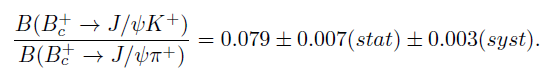 B(B_c^+ → J/ψK^+)
B(B_c^+ → J/ψπ^+)
= 0.079 ± 0.007(stat) ± 0.003(syst).